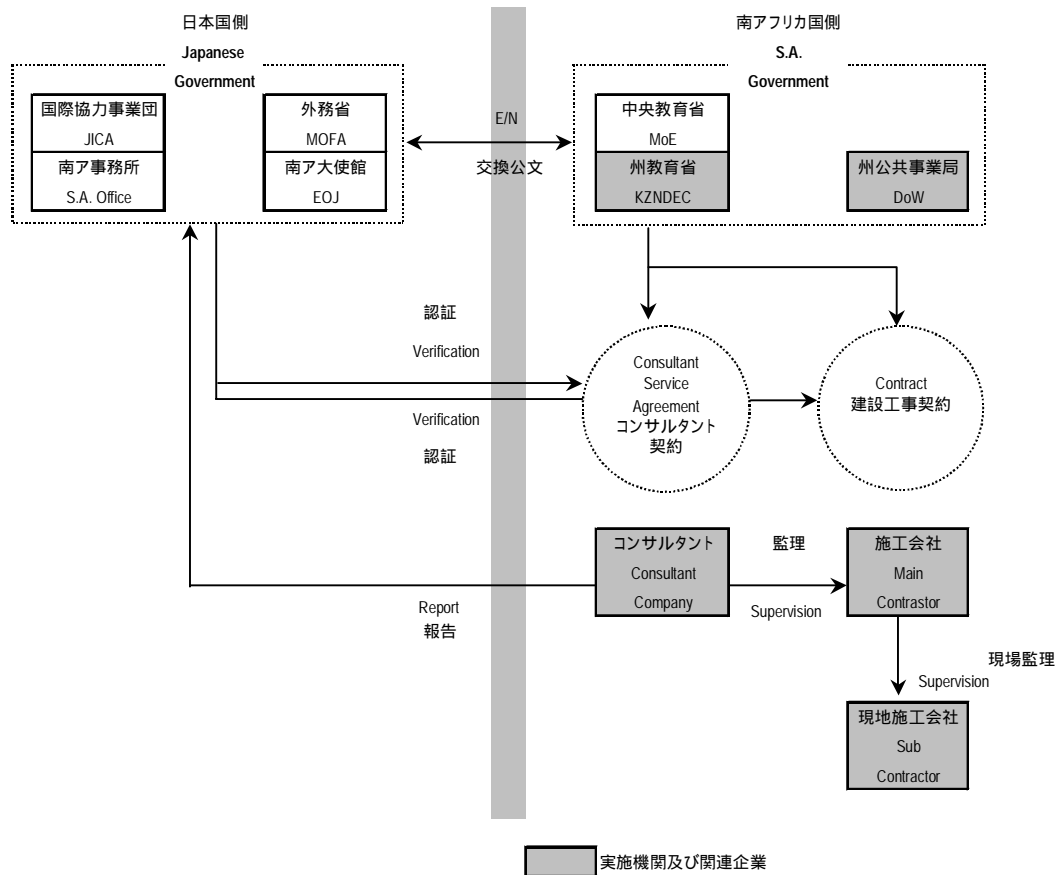 日本国側
Japanese
Government
国際協力事業団
JICA
南ア事務所
S.A. Office
外務省
MOFA
南ア大使館
EOJ
E/N
交換公文
南アフリカ国側
S.A.
Government
中央教育省
MoE
州教育省
KZNDEC
州公共事業局
DoW
認証
Verification
Verification
認証
Consultant
Service
Agreement
コンサルタント
契約
Contract
建設工事契約
コンサルタント
Consultant
Company
監理
Supervision
施工会社
Main
Contrastor
Report
報告
現場監理
Supervision
現地施工会社
Sub
Contractor
実施機関及び関連企業